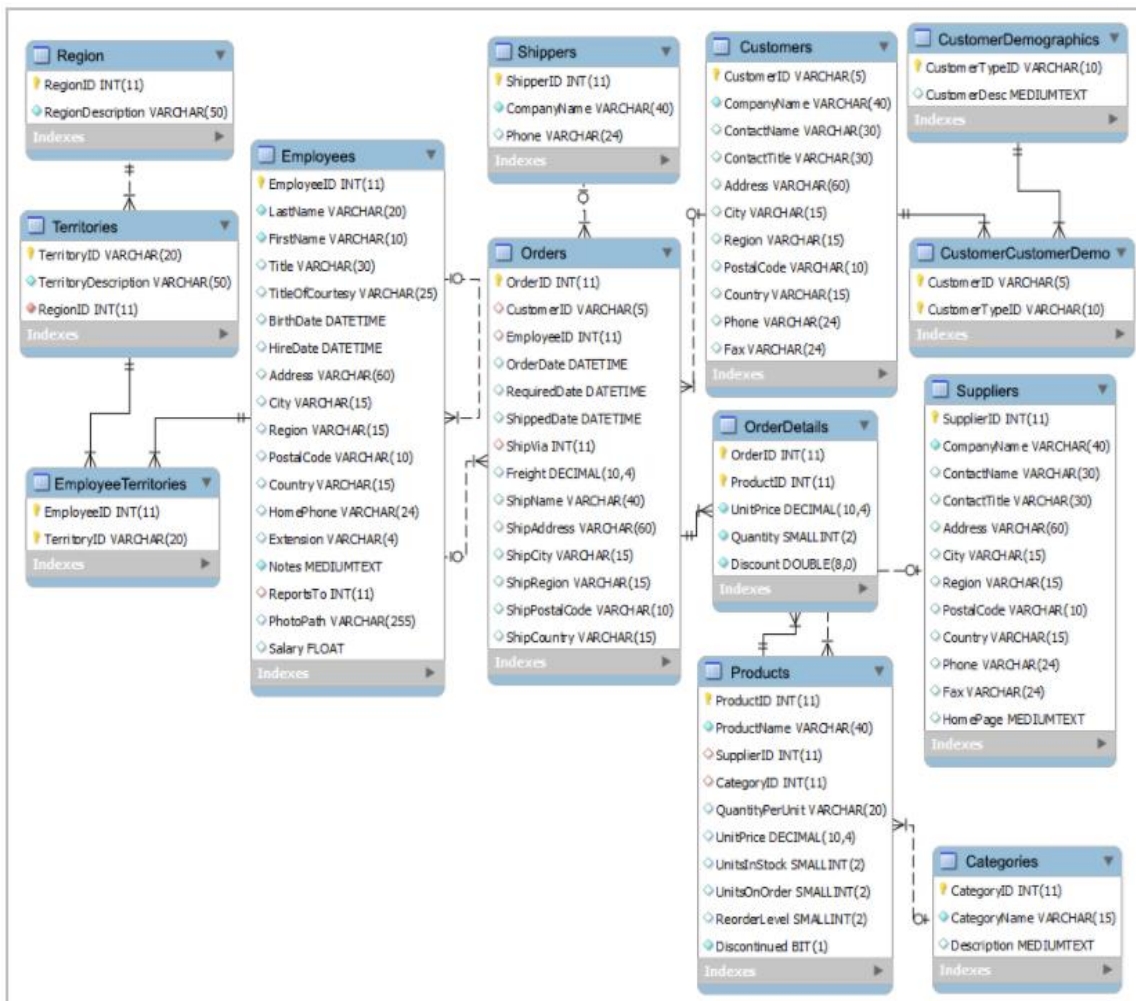 Region
RegionID INT(11)
RegionDescription VARCHAR(50)
Indexes
Territories
TerritoryID VARCHAR(20)
TerritoryDescription VARCHAR(50)
RegionID INT(11)
Indexes
EmployeeTerritories
EmployeeID INT(11)
TerritoryID VARCHAR(20)
Indexes
Employees
EmployeeID INT(11)
LastName VARCHAR(20)
FirstName VARCHAR(10)
Title VARCHAR(30)
TitleOfCourtesy VARCHAR(25)
BirthDate DATETIME
HireDate DATETIME
Address VARCHAR(60)
City VARCHAR(15)
Region VARCHAR(15)
PostalCode VARCHAR(10)
Country VARCHAR(15)
HomePhone VARCHAR(24)
Extension VARCHAR(4)
Notes MEDIUMTEXT
ReportsTo INT(11)
PhotoPath VARCHAR(255)
Salary FLOAT
Indexes
Shippers
ShipperID INT(11)
CompanyName VARCHAR(40)
Phone VARCHAR(24)
Indexes
Orders
OrderID INT(11)
CustomerID VARCHAR(5)
EmployeeID INT(11)
OrderDate DATETIME
RequiredDate DATETIME
ShippedDate DATETIME
ShipVia INT(11)
Freight DECIMAL(10,4)
ShipName VARCHAR(40)
ShipAddress VARCHAR(60)
ShipCity VARCHAR(15)
ShipRegion VARCHAR(15)
ShipPostalCode VARCHAR(10)
ShipCountry VARCHAR(15)
Indexes
Customers
CustomerID VARCHAR(5)
CompanyName VARCHAR(40)
ContactName VARCHAR(30)
ContactTitle VARCHAR(30)
Address VARCHAR(60)
City VARCHAR(15)
Region VARCHAR(15)
PostalCode VARCHAR(10)
Country VARCHAR(15)
Phone VARCHAR(24)
Fax VARCHAR(24)
Indexes
OrderDetails
OrderID INT(11)
ProductID INT(11)
UnitPrice DECIMAL(10,4)
Quantity SMALLINT(2)
Discount DOUBLE(8,0)
Indexes
Products
ProductID INT(11)
ProductName VARCHAR(40)
SupplierID INT(11)
CategoryID INT(11)
QuantityPerUnit VARCHAR(20)
UnitPrice DECIMAL(10,4)
UnitsInStock SMALLINT(2)
UnitsOnOrder SMALLINT(2)
ReorderLevel SMALLINT(2)
Discontinued BIT(1)
Indexes
CustomerDemographics
CustomerTypeID VARCHAR(10)
CustomerDesc MEDIUMTEXT
Indexes
CustomerCustomerDemo
CustomerID VARCHAR(5)
CustomerTypeID VARCHAR(10)
Indexes
Suppliers
SupplierID INT(11)
CompanyName VARCHAR(40)
ContactName VARCHAR(30)
ContactTitle VARCHAR(30)
Address VARCHAR(60)
City VARCHAR(15)
Region VARCHAR(15)
PostalCode VARCHAR(10)
Country VARCHAR(15)
Phone VARCHAR(24)
Fax VARCHAR(24)
HomePage MEDIUMTEXT
Indexes
Categories
CategoryID INT(11)
CategoryName VARCHAR(15)
Description MEDIUMTEXT
Indexes